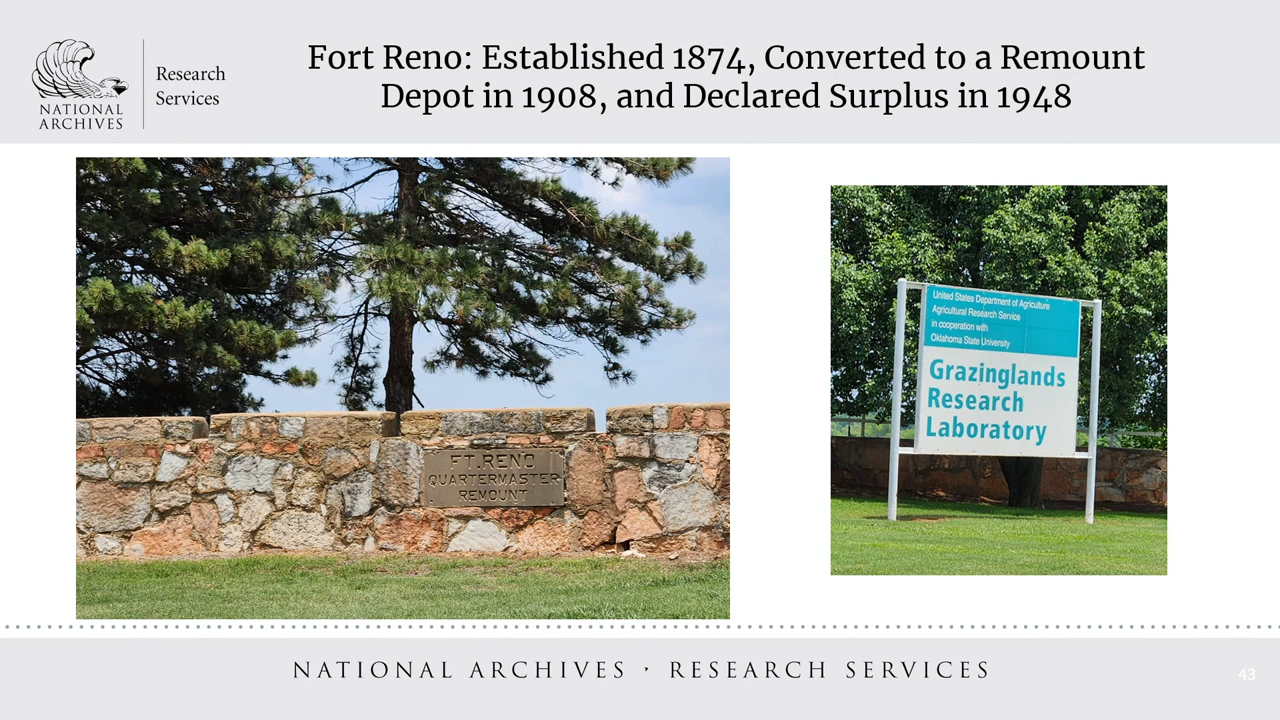 NATIONAL
ARCHIVES
Research
Services
Fort Reno: Established 1874, Converted to a Remount
Depot in 1908, and Declared Surplus in 1948
FT. RENO
QUARTERMASTER
REMOUNT
United States Department of Agriculture
Agricultural Research Service
in cooperation with
Oklahoma State University
Grazinglands
Research
Laboratory
NATIONAL ARCHIVES · RESEARCH SERVICES
43